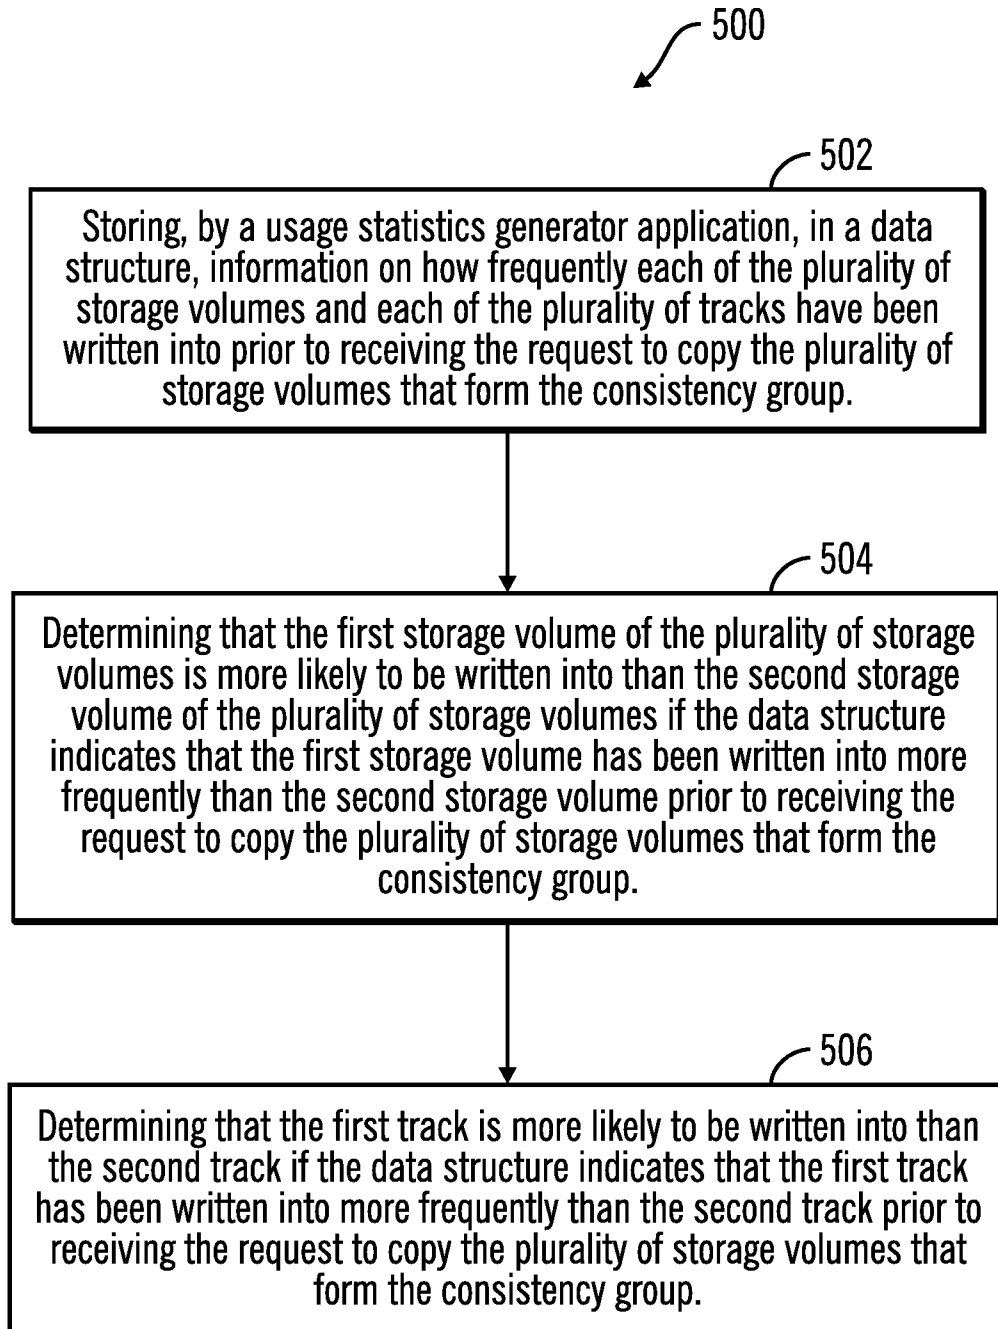 500
502
Storing, by a usage statistics generator application, in a data
structure, information on how frequently each of the plurality of
storage volumes and each of the plurality of tracks have been
written into prior to receiving the request to copy the plurality of
storage volumes that form the consistency group.
504
Determining that the first storage volume of the plurality of storage
volumes is more likely to be written into than the second storage
volume of the plurality of storage volumes if the data structure
indicates that the first storage volume has been written into more
frequently than the second storage volume prior to receiving the
request to copy the plurality of storage volumes that form the
consistency group.
506
Determining that the first track is more likely to be written into than
the second track if the data structure indicates that the first track
has been written into more frequently than the second track prior to
receiving the request to copy the plurality of storage volumes that
form the consistency group.